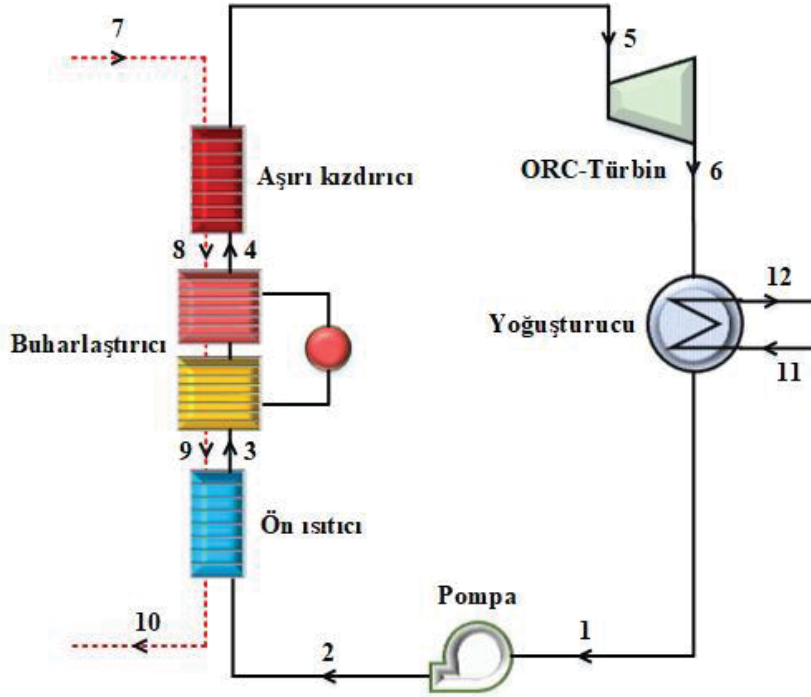 7
5
ORC-Türbin
6
Aşırı kızdırıcı
8
4
12
Yoğuşturucu
Buharlaştırıcı
11
9
3
Ön ısıtıcı
Pompa
10
1
2